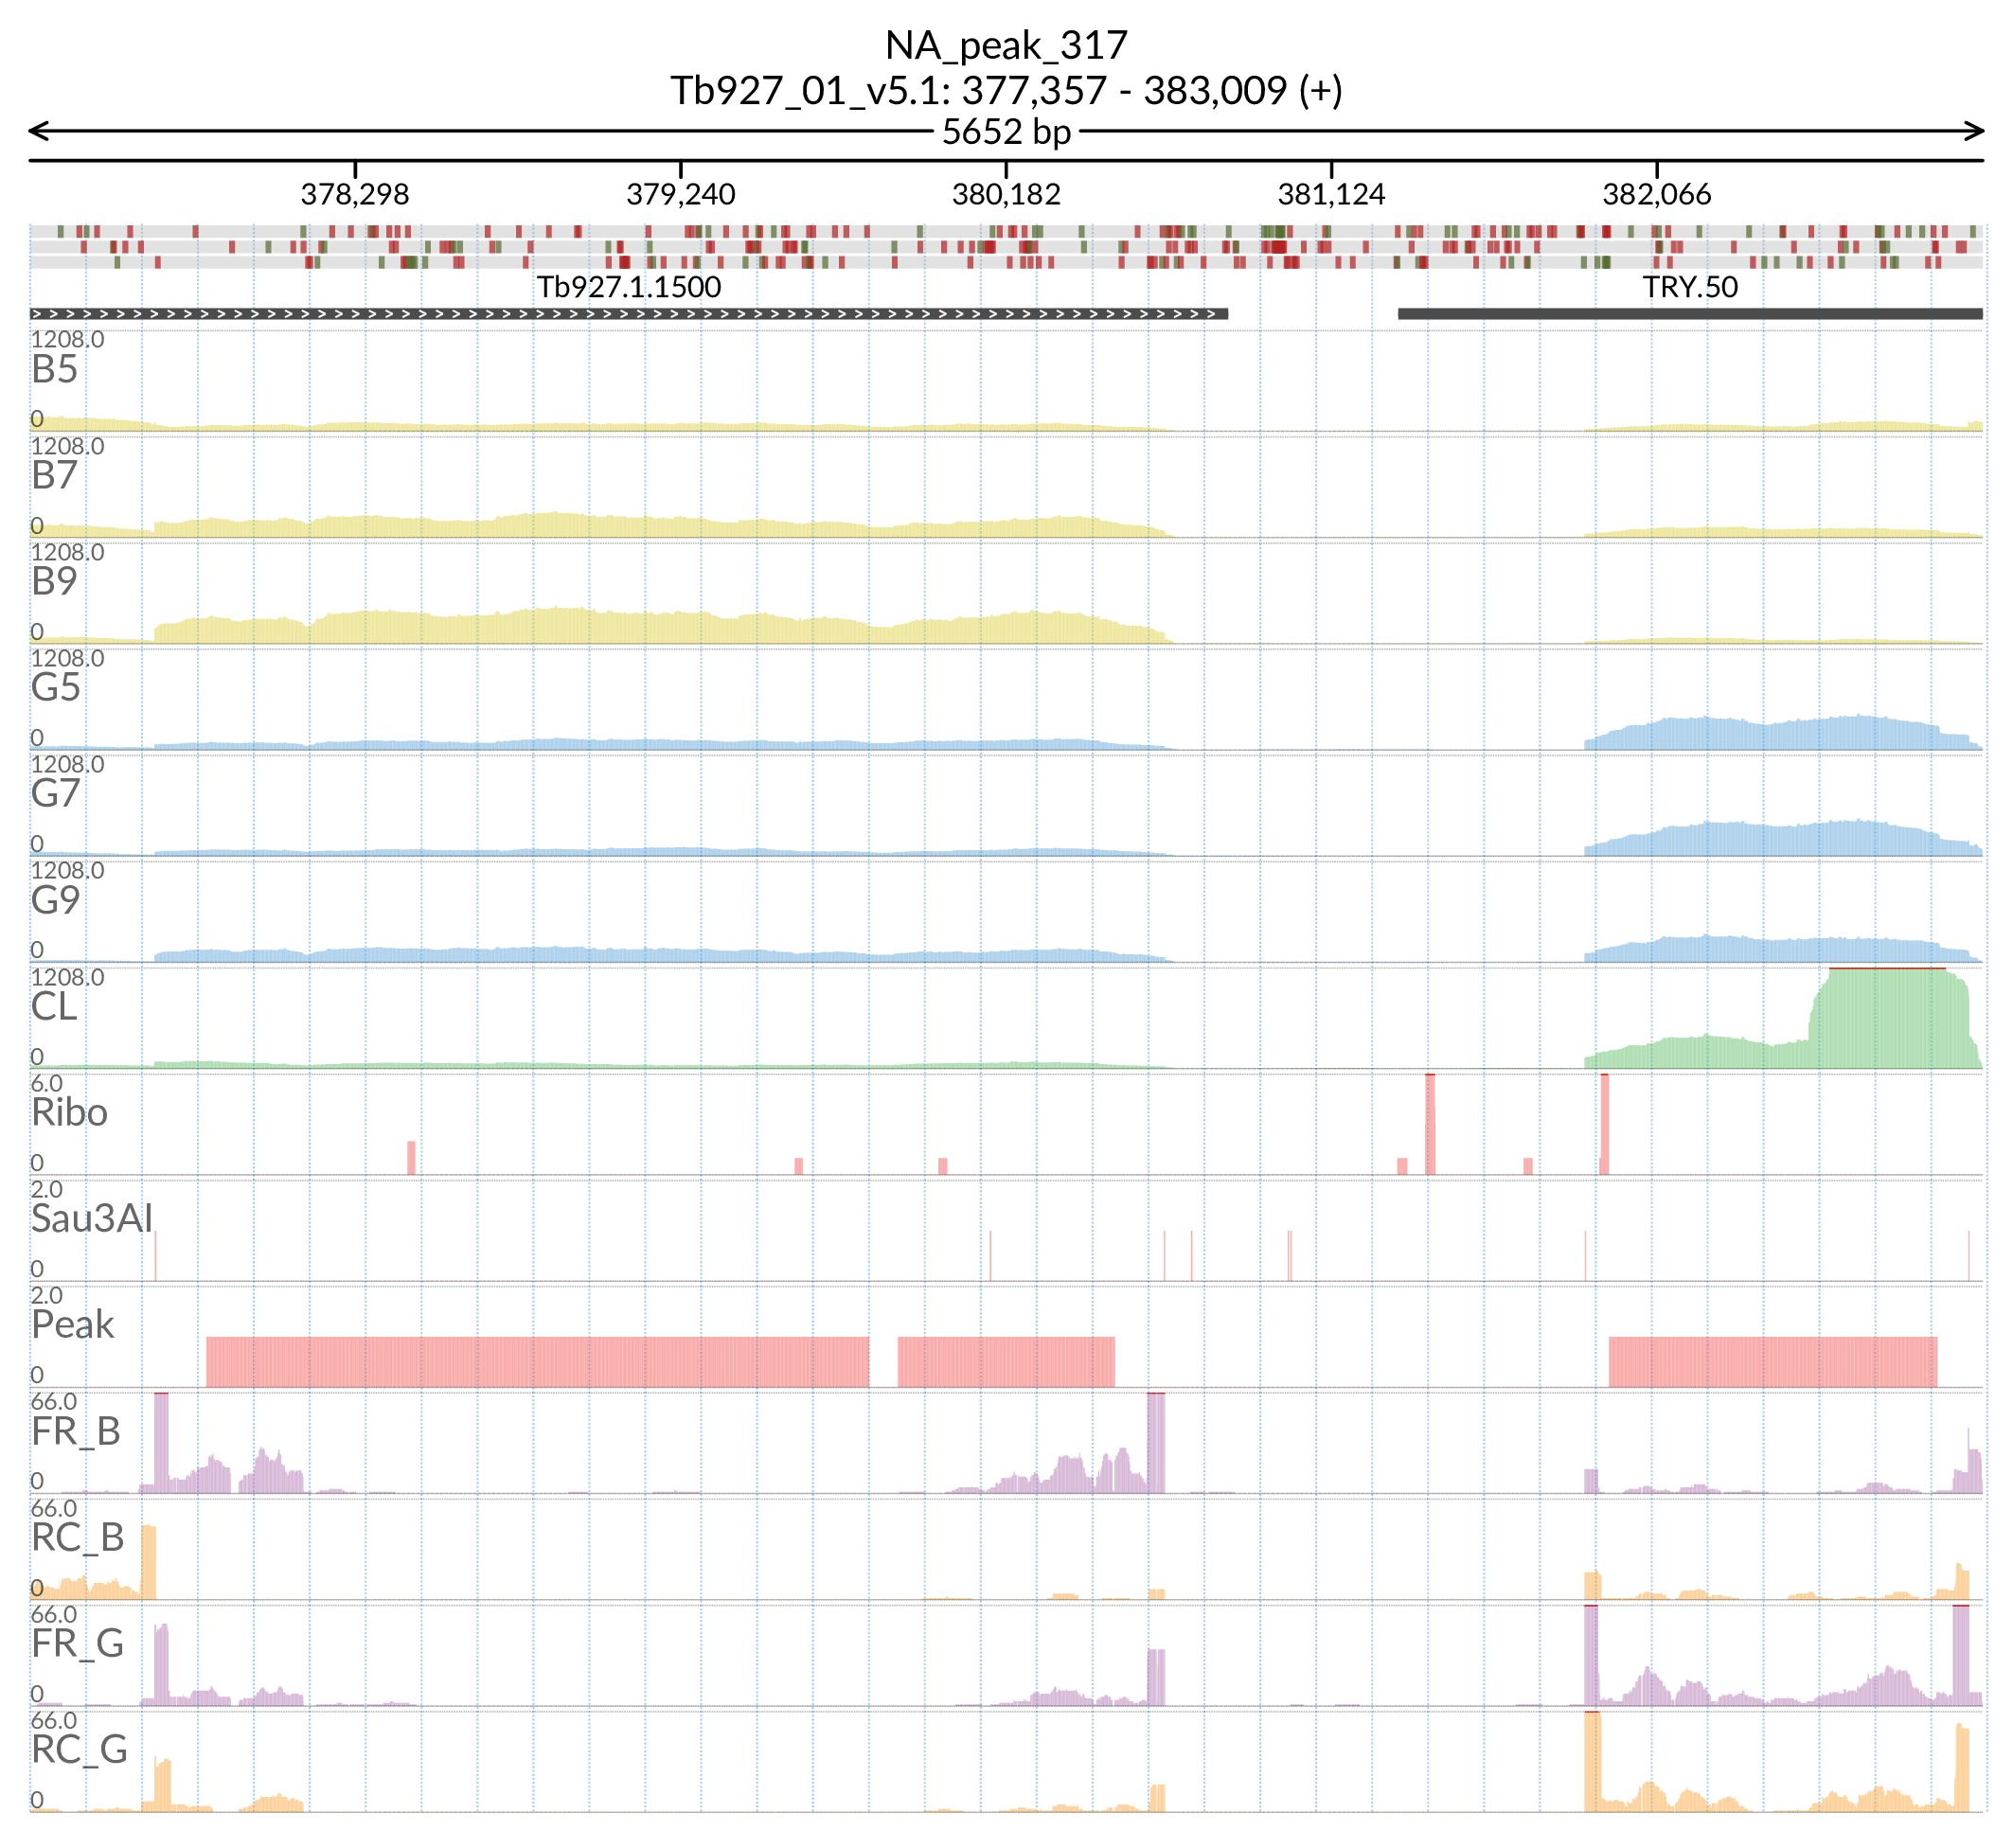 NA_peak_317
Tb927_01_v5.1: 377,357 - 383,009 (+)
5652 bp
378,298 379,240 380,182 381,124 382,066
Tb927.1.1500 TRY.50
1208.0
B5
0
1208.0
B7
0
1208.0
B9
0
1208.0
G5
0
1208.0
G7
0
1208.0
G9
0
1208.0
CL
0
6.0
Ribo
0
2.0
Sau3AI
0
2.0
Peak
0
66.0
FR_B
0
66.0
RC_B
0
66.0
FR_G
0
66.0
RC_G
0